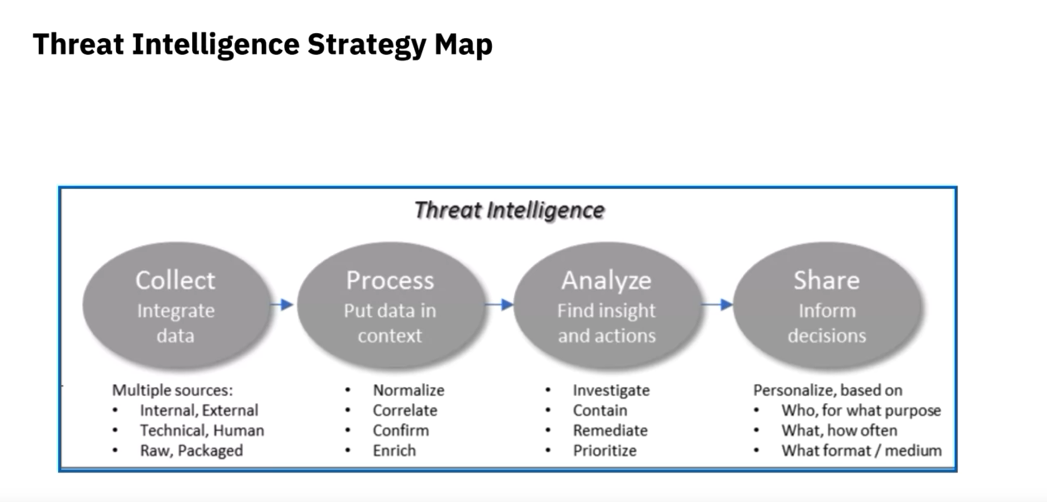 Threat Intelligence Strategy Map
Threat Intelligence
Collect
Integrate
data
Multiple sources:
• Internal, External
• Technical, Human
• Raw, Packaged
Process
Put data in
context
• Normalize
• Correlate
• Confirm
• Enrich
Analyze
Find insight
and actions
• Investigate
• Contain
• Remediate
• Prioritize
Share
Inform
decisions
Personalize, based on
• Who, for what purpose
• What, how often
• What format / medium